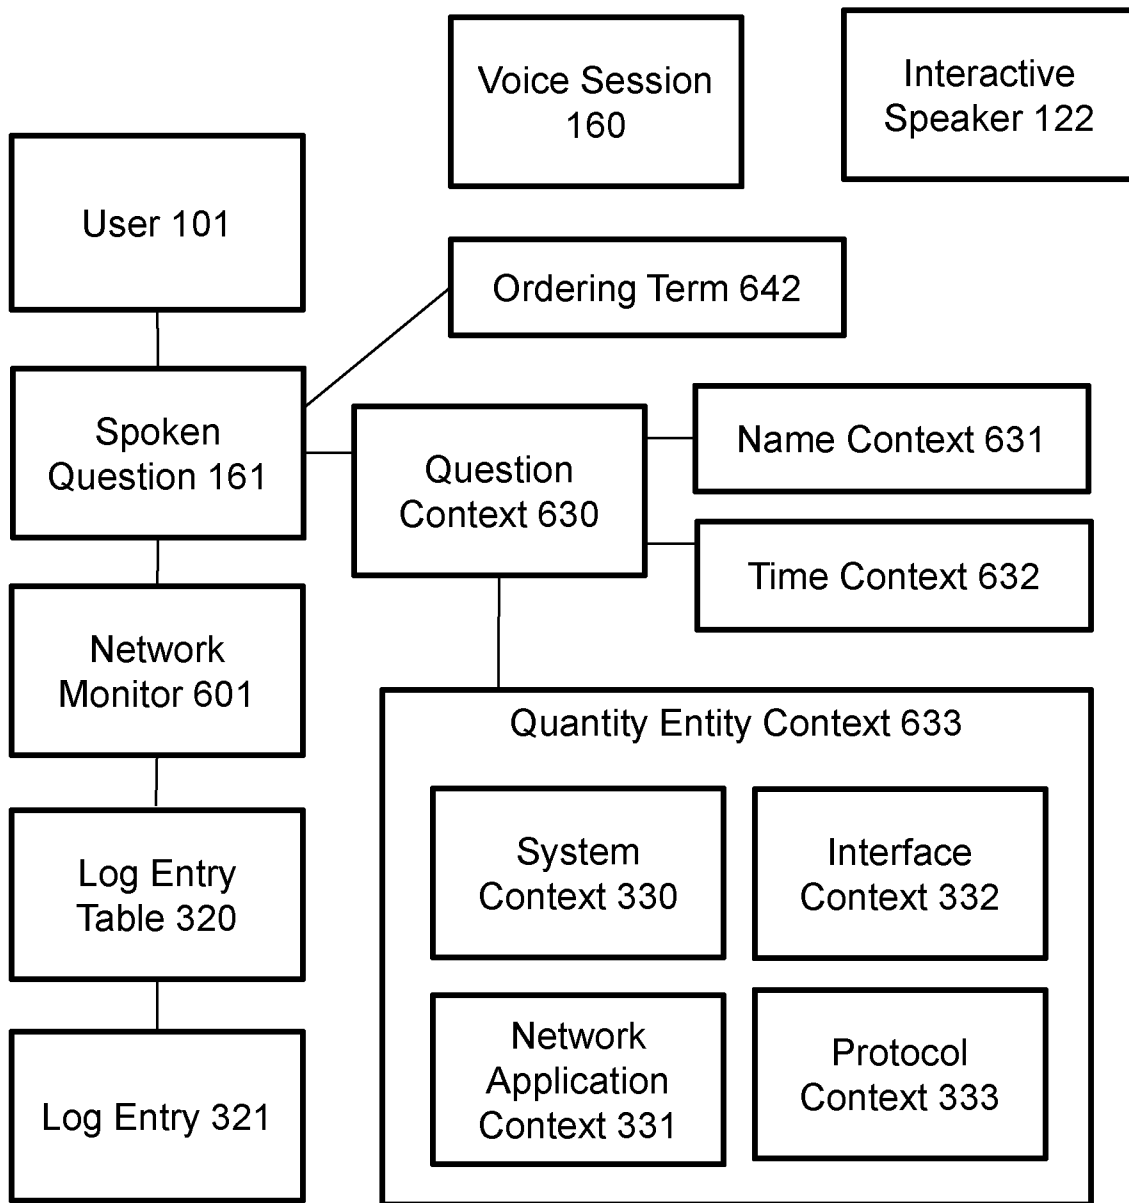 Voice Session
160
Interactive
Speaker 122
User 101
Ordering Term 642
Spoken
Question 161
Question
Context 630
Name Context 631
Time Context 632
Network
Monitor 601
Quantity Entity Context 633
System
Context 330
Interface
Context 332
Log Entry
Table 320
Network
Application
Context 331
Protocol
Context 333
Log Entry 321